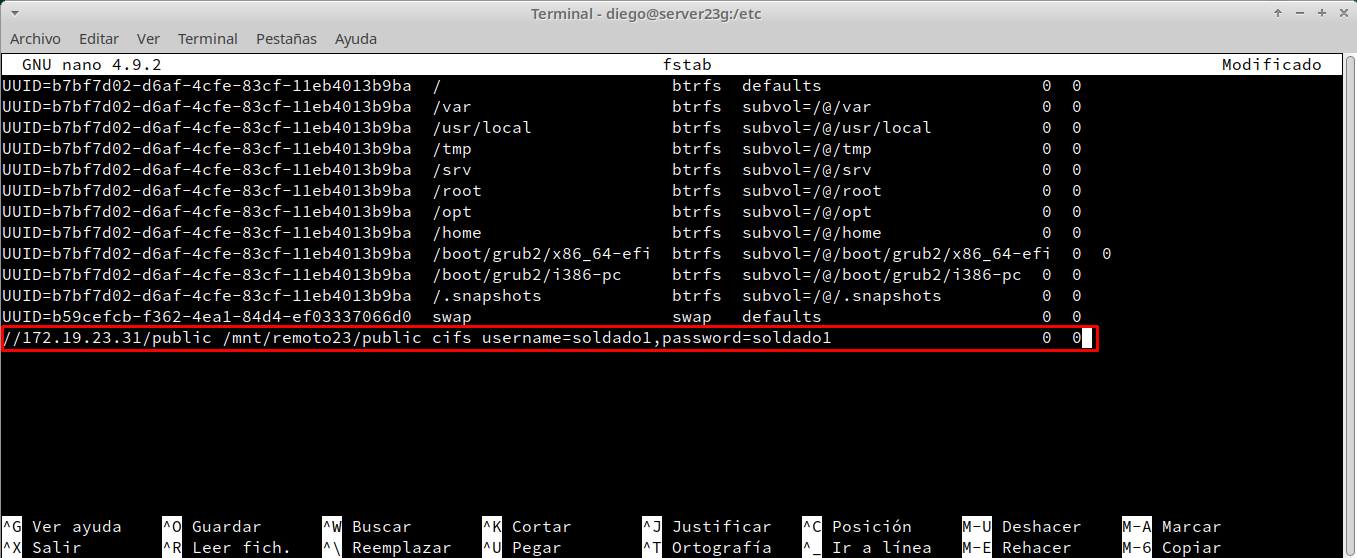 Terminal - diego@server23g:/etc
Archivo Editar Ver Terminal Pestañas Ayuda
GNU nano 4.9.2 fstab Modificado
UUID=b7bf7d02-d6af-4cfe-83cf-11eb4013b9ba / btrfs defaults 0 0
UUID=b7bf7d02-d6af-4cfe-83cf-11eb4013b9ba /var btrfs subvol=/@/var 0 0
UUID=b7bf7d02-d6af-4cfe-83cf-11eb4013b9ba /usr/local btrfs subvol=/@/usr/local 0 0
UUID=b7bf7d02-d6af-4cfe-83cf-11eb4013b9ba /tmp btrfs subvol=/@/tmp 0 0
UUID=b7bf7d02-d6af-4cfe-83cf-11eb4013b9ba /srv btrfs subvol=/@/srv 0 0
UUID=b7bf7d02-d6af-4cfe-83cf-11eb4013b9ba /root btrfs subvol=/@/root 0 0
UUID=b7bf7d02-d6af-4cfe-83cf-11eb4013b9ba /opt btrfs subvol=/@/opt 0 0
UUID=b7bf7d02-d6af-4cfe-83cf-11eb4013b9ba /home btrfs subvol=/@/home 0 0
UUID=b7bf7d02-d6af-4cfe-83cf-11eb4013b9ba /boot/grub2/x86_64-efi btrfs subvol=/@/boot/grub2/x86_64-efi 0 0
UUID=b7bf7d02-d6af-4cfe-83cf-11eb4013b9ba /boot/grub2/i386-pc btrfs subvol=/@/boot/grub2/i386-pc 0 0
UUID=b7bf7d02-d6af-4cfe-83cf-11eb4013b9ba /.snapshots btrfs subvol=/@/.snapshots 0 0
UUID=b59cefcb-f362-4ea1-84d4-ef03337066d0 swap swap defaults 0 0
//172.19.23.31/public /mnt/remoto23/public cifs username=soldado1,password=soldado1 0 0
^G Ver ayuda ^O Guardar ^W Buscar ^K Cortar ^J Justificar ^C Posición M-U Deshacer M-A Marcar
^X Salir ^R Leer fich. ^\ Reemplazar ^U Pegar ^T Ortografía ^_ Ir a línea M-E Rehacer M-6 Copiar